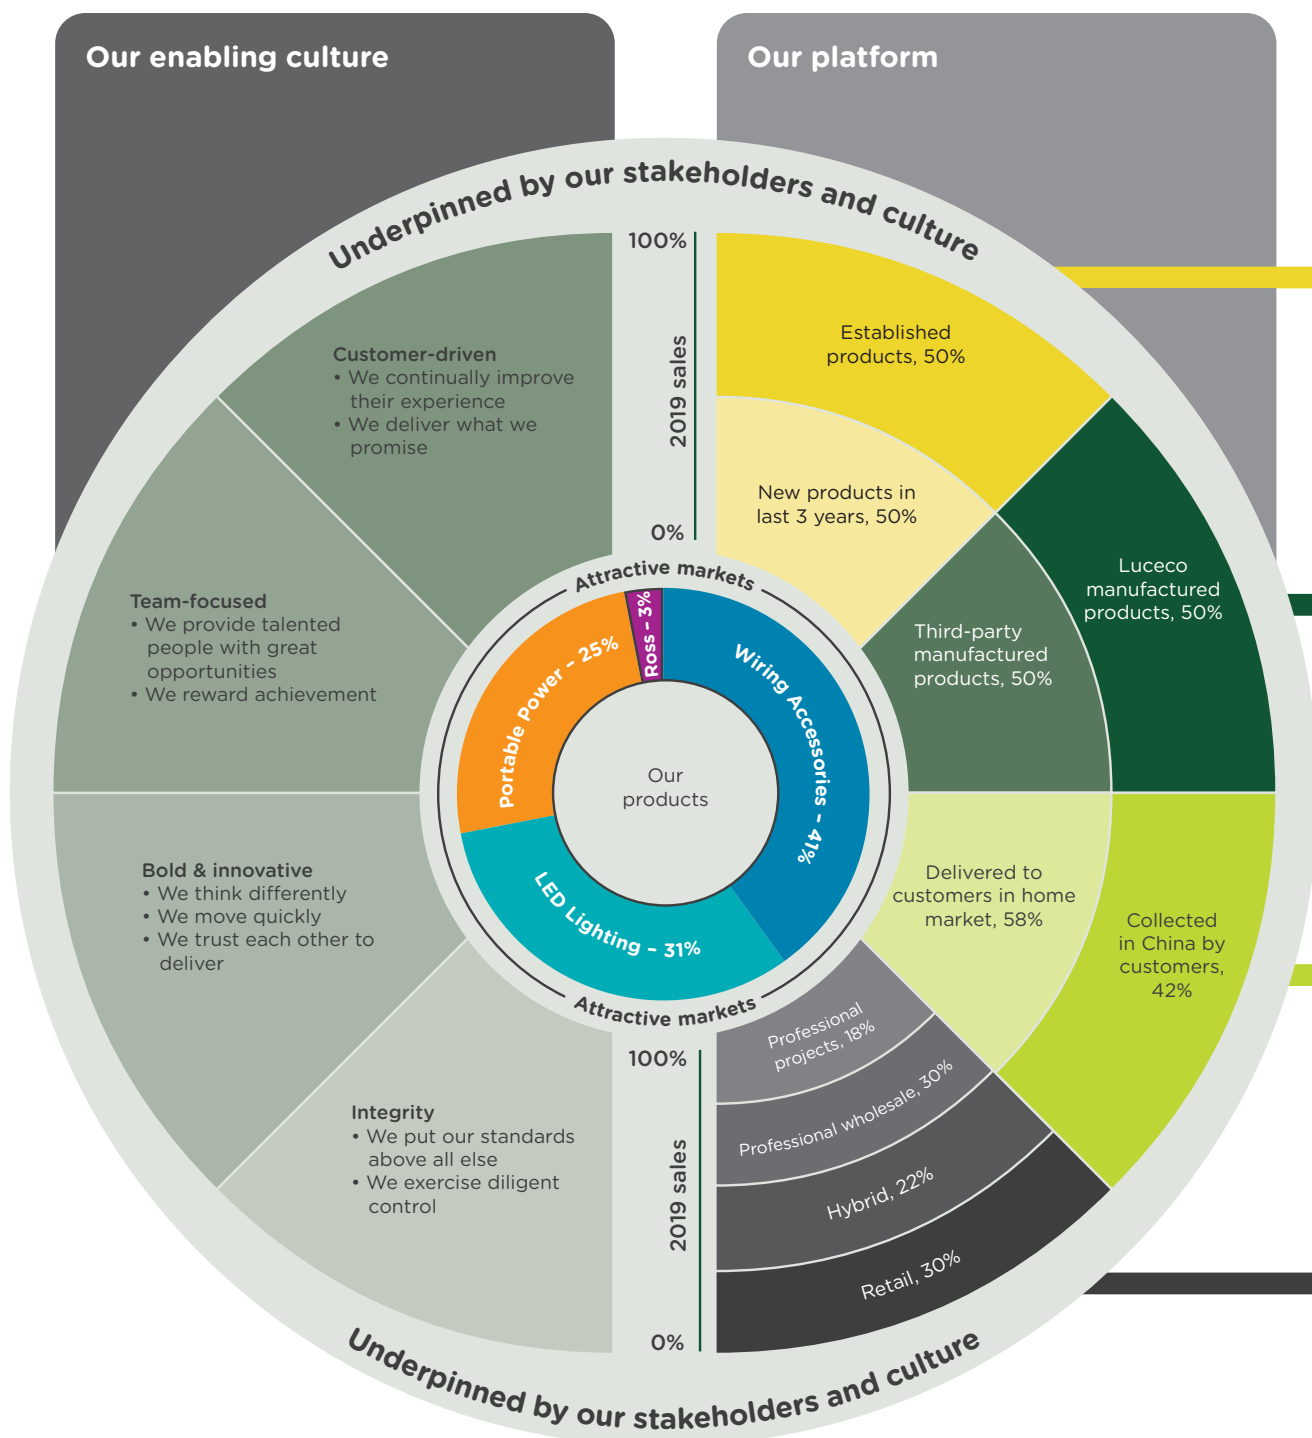 Our enabling culture
Our platform
Underpinned by our stakeholders and culture
100%
2019 sales
0%
Customer-driven
• We continually improve
their experience
• We deliver what we
promise
Team-focused
• We provide talented
people with great
opportunities
• We reward achievement
Bold & innovative
• We think differently
• We move quickly
• We trust each other to
deliver
Integrity
• We put our standards
above all else
• We exercise diligent
control
Established
products, 50%
New products in
last 3 years, 50%
Luceco
manufactured
products, 50%
Third-party
manufactured
products, 50%
Delivered to
customers in home
market, 58%
Collected
in China by
customers,
42%
Attractive markets
Ross – 3%
Portable Power – 25%
Wiring Accessories – 41%
LED Lighting – 31%
Our
products
Attractive markets
100%
2019 sales
0%
Professional
projects, 18%
Professional wholesale, 30%
Hybrid, 22%
Retail, 30%
Underpinned by our stakeholders and culture